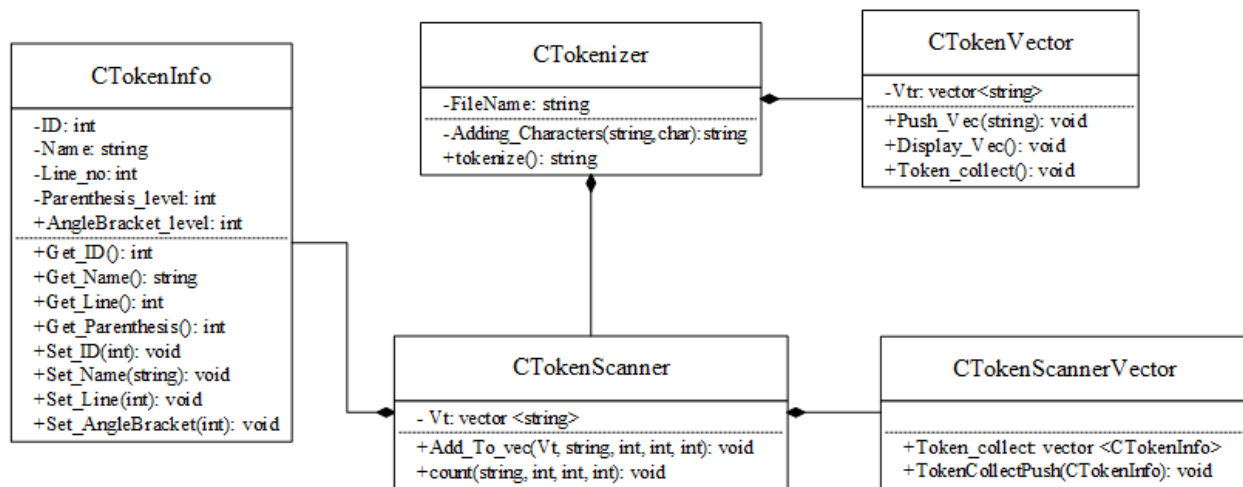 CTokenInfo
-ID: int
-Name: string
-Line_no: int
-Parenthesis_level: int
+AngleBracket_level: int
+Get_ID(): int
+Get_Name(): string
+Get_Line(): int
+Get_Parenthesis(): int
+Set_ID(int): void
+Set_Name(string): void
+Set_Line(int): void
+Set_AngleBracket(int): void
CTokenizer
-FileName: string
-Adding_Characters(string,char):string
+tokenize(): string
CTokenVector
-Vtr: vector<string>
+Push_Vec(string): void
+Display_Vec(): void
+Token_collect(): void
CTokenScanner
- Vt: vector <string>
+Add_To_vec(Vt, string, int, int, int): void
+count(string, int, int, int): void
CTokenScannerVector
+Token_collect: vector <CTokenInfo>
+TokenCollectPush(CTokenInfo): void